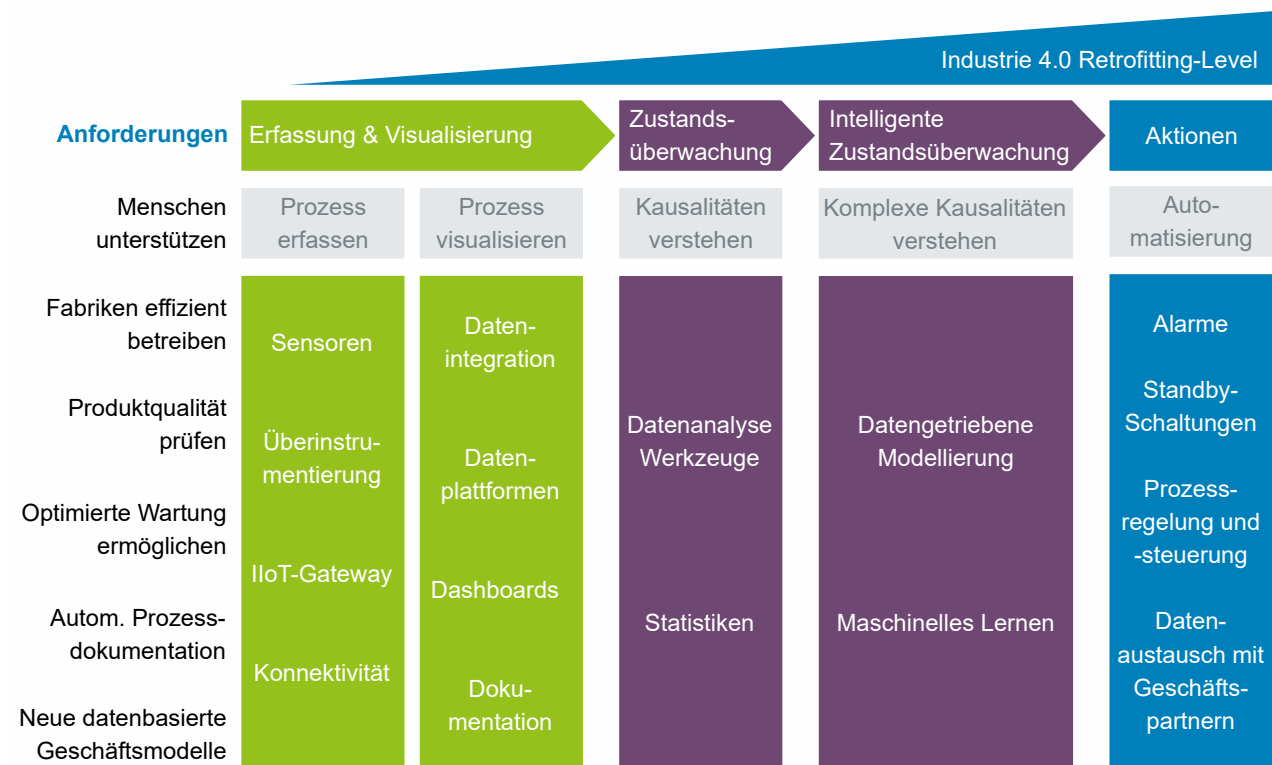 Industrie 4.0 Retrofitting-Level
Anforderungen
Erfassung & Visualisierung
Zustands-
überwachung
Intelligente
Zustandsüberwachung
Aktionen
Menschen
unterstützen
Prozess
erfassen
Prozess
visualisieren
Kausalitäten
verstehen
Komplexe Kausalitäten
verstehen
Auto-
matisierung
Fabriken effizient
betreiben
Produktqualität
prüfen
Optimierte Wartung
ermöglichen
Autom. Prozess-
dokumentation
Neue datenbasierte
Geschäftsmodelle
Sensoren
Überinstru-
mentierung
IIoT-Gateway
Konnektivität
Daten-
integration
Daten-
plattformen
Dashboards
Doku-
mentation
Datenanalyse
Werkzeuge
Statistiken
Datengetriebene
Modellierung
Maschinelles Lernen
Alarme
Standby-
Schaltungen
Prozess-
regelung und
-steuerung
Daten-
austausch mit
Geschäfts-
partnern